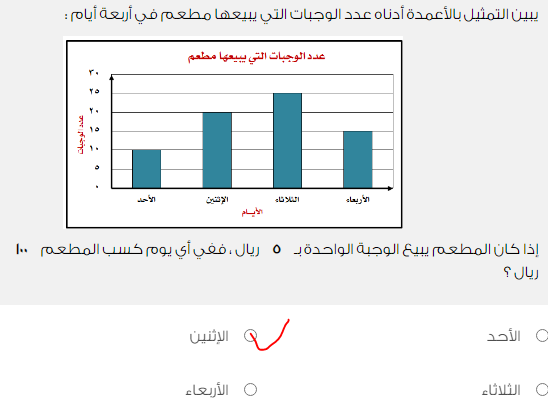 يبين التمثيل بالأعمدة أدناه عدد الوجبات التي يبيعها مطعم في أربعة أيام :
عدد الوجبات التي يبيعها مطعم
عدد الوجبات
٣٠
٢٥
٢٠
١٥
١٠
٥
٠
الأحد الإثنين الثلاثاء الأربعاء
الأيـــام
إذا كان المطعم يبيع الوجبة الواحدة بـ ٥ ريال ، ففي أي يوم كسب المطعم ١٠٠
ريال ؟
الأحد الإثنين
الثلاثاء الأربعاء